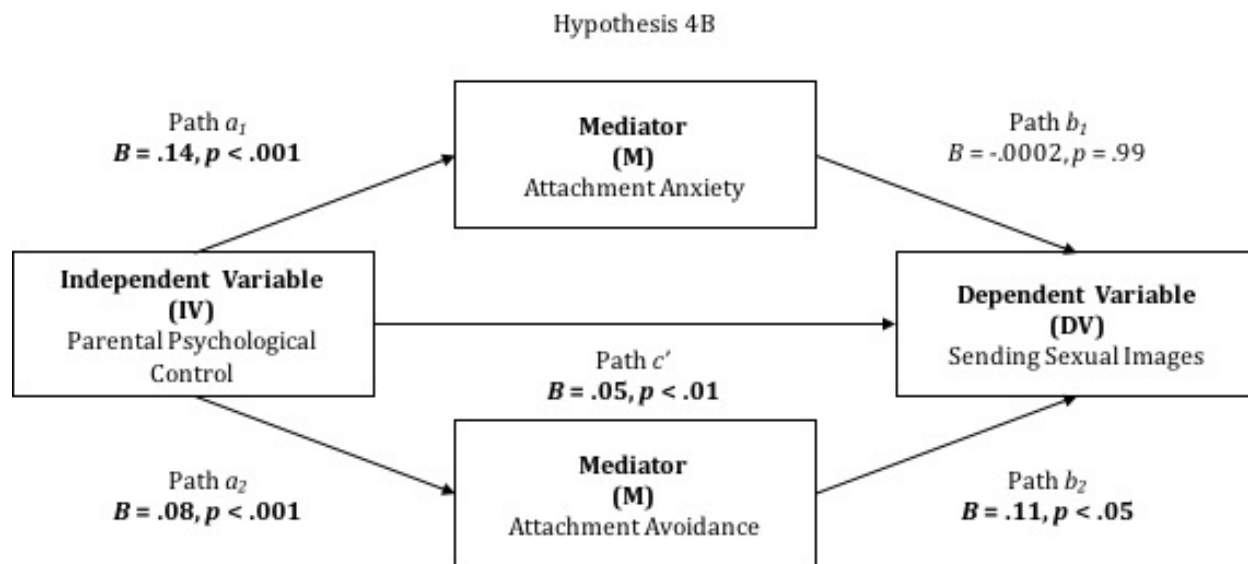 Hypothesis 4B
Path a₁
B = .14, p < .001
Mediator
(M)
Attachment Anxiety
Path b₁
B = -.0002, p = .99
Independent Variable
(IV)
Parental Psychological
Control
Path c′
B = .05, p < .01
Dependent Variable
(DV)
Sending Sexual Images
Path a₂
B = .08, p < .001
Mediator
(M)
Attachment Avoidance
Path b₂
B = .11, p < .05